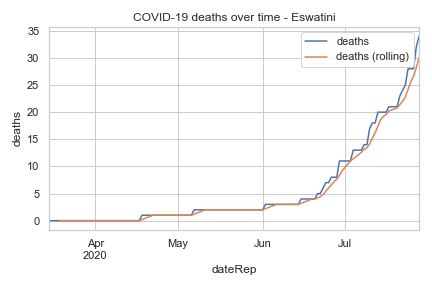 COVID-19 deaths over time - Eswatini
deaths
deaths (rolling)
35
30
25
20
15
10
5
0
deaths
Apr
2020
May
Jun
Jul
dateRep